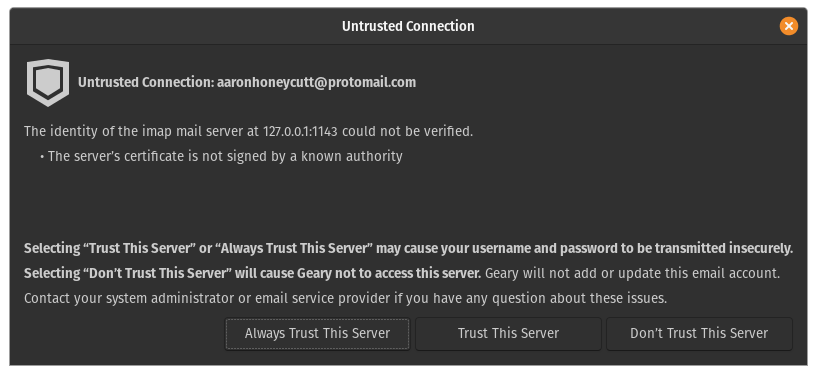 Untrusted Connection
Untrusted Connection: aaronhoneycutt@protomail.com
The identity of the imap mail server at 127.0.0.1:1143 could not be verified.
• The server's certificate is not signed by a known authority
Selecting “Trust This Server” or “Always Trust This Server” may cause your username and password to be transmitted insecurely.
Selecting “Don't Trust This Server” will cause Geary not to access this server. Geary will not add or update this email account.
Contact your system administrator or email service provider if you have any question about these issues.
Always Trust This Server
Trust This Server
Don't Trust This Server